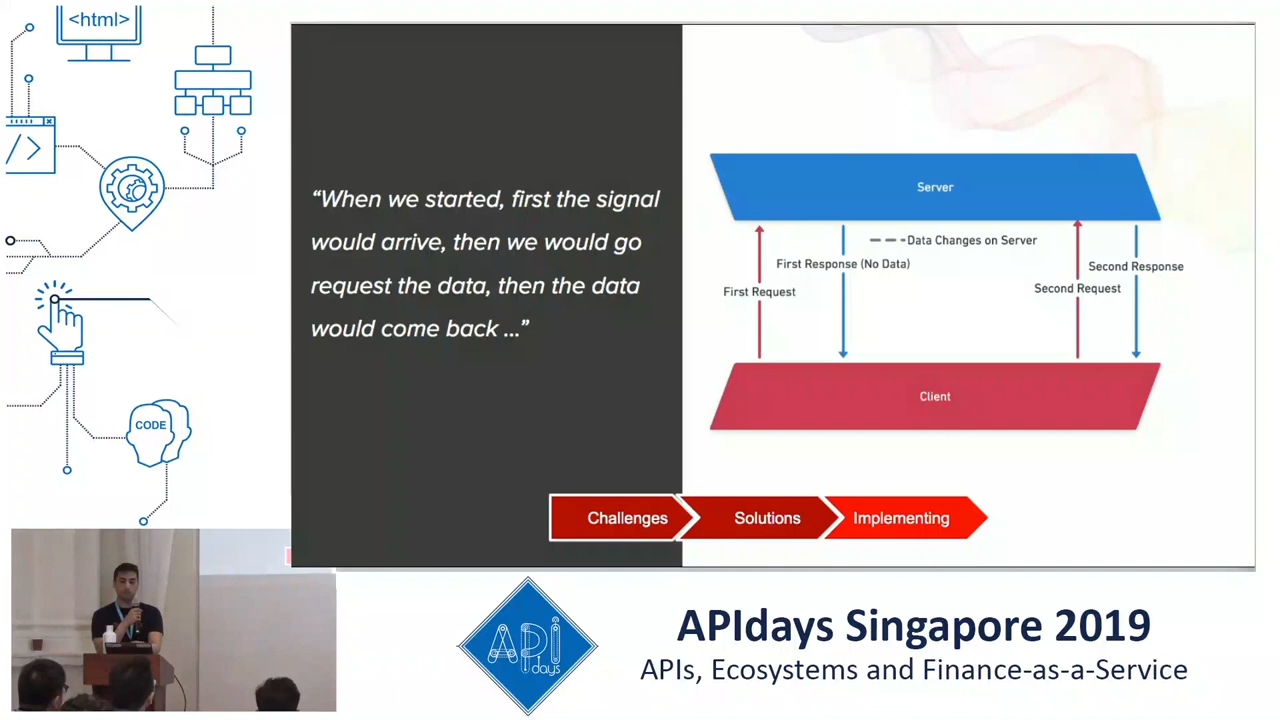 <html>
</>
CODE
“When we started, first the signal
would arrive, then we would go
request the data, then the data
would come back ...”
Server
Data Changes on Server
First Response (No Data)
First Request
Second Response
Second Request
Client
Challenges
Solutions
Implementing
API
days
APIdays Singapore 2019
APIs, Ecosystems and Finance-as-a-Service